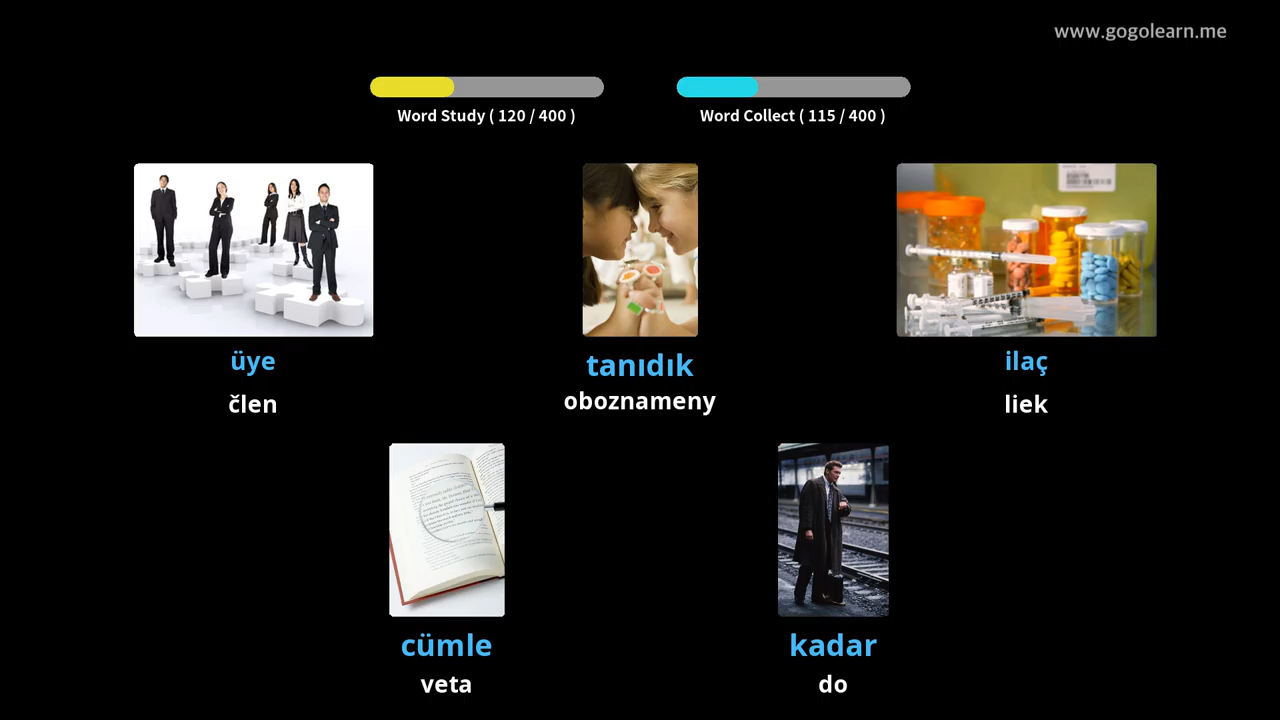 www.gogolearn.me
Word Study ( 120 / 400 )
Word Collect ( 115 / 400 )
üye
tanıdık
ilaç
člen
oboznameny
liek
cümle
kadar
veta
do